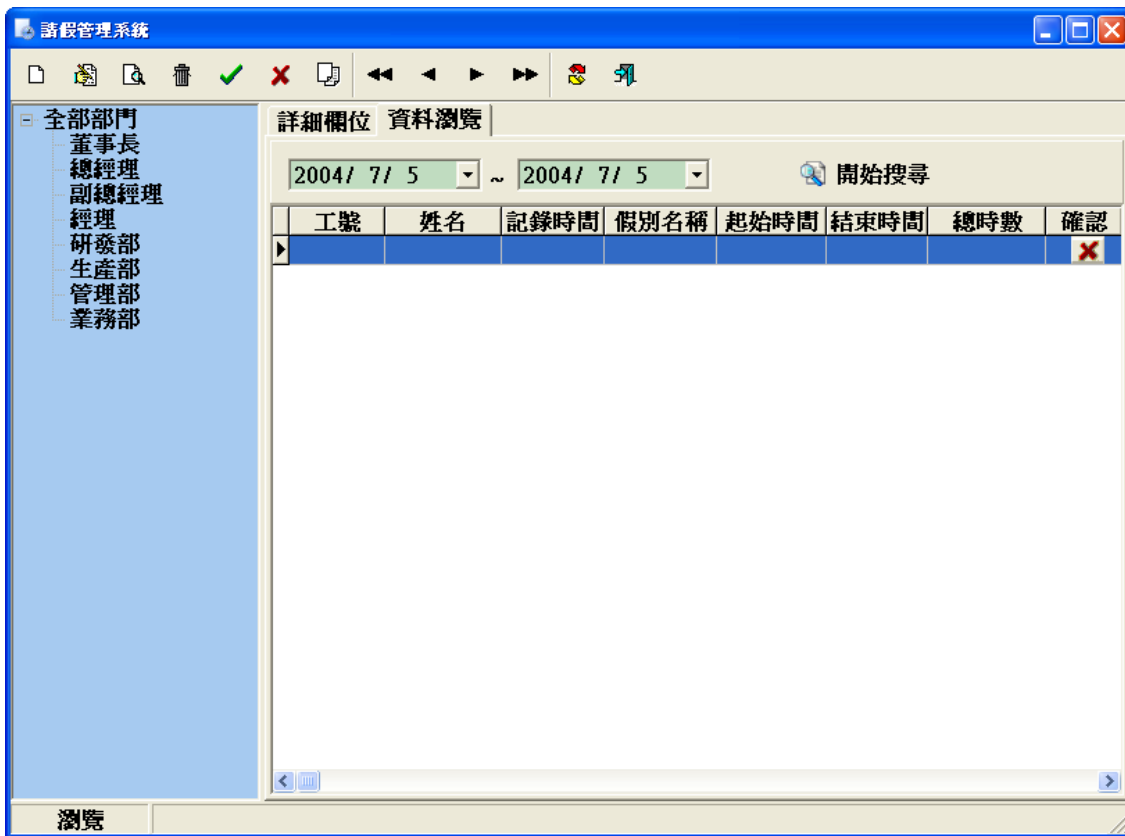 請假管理系統
全部部門
董事長
總經理
副總經理
經理
研發部
生產部
管理部
業務部
詳細欄位 資料瀏覽
2004/ 7/ 5 ~ 2004/ 7/ 5 開始搜尋
工號 姓名 記錄時間 假別名稱 起始時間 結束時間 總時數 確認
瀏覽